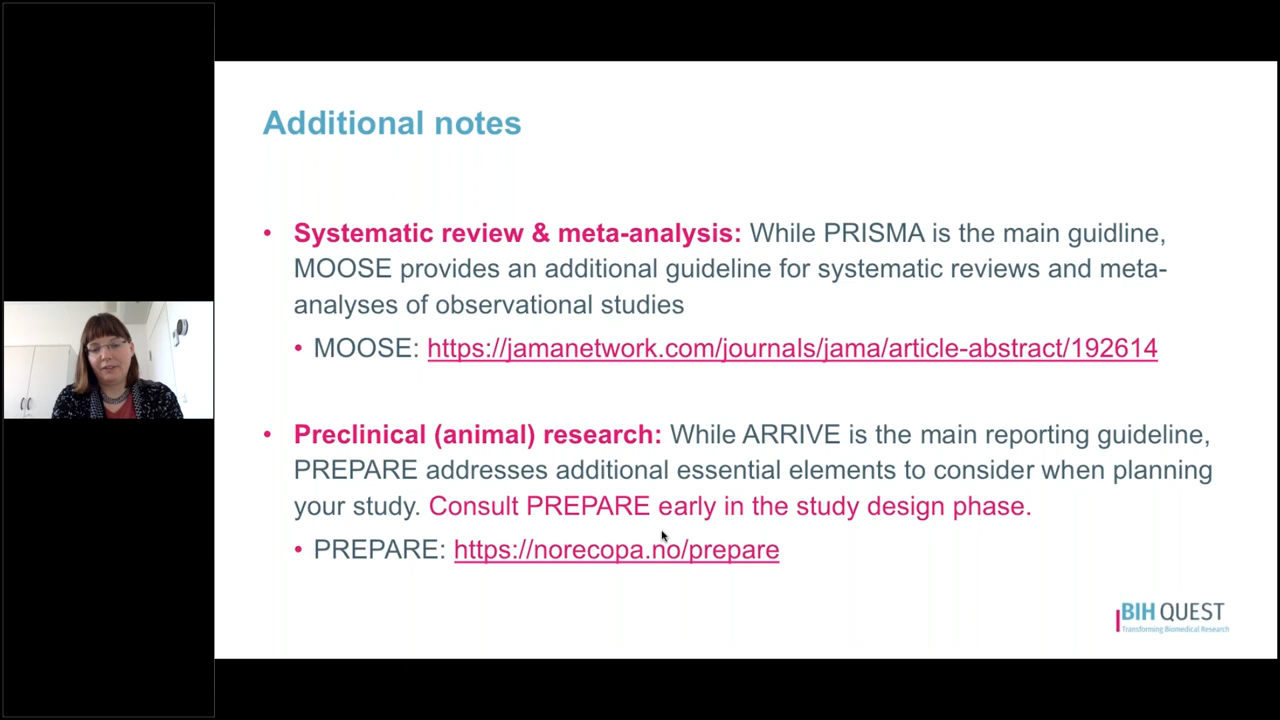 Additional notes
• Systematic review & meta-analysis: While PRISMA is the main guidline,
MOOSE provides an additional guideline for systematic reviews and meta-
analyses of observational studies
• MOOSE: https://jamanetwork.com/journals/jama/article-abstract/192614
• Preclinical (animal) research: While ARRIVE is the main reporting guideline,
PREPARE addresses additional essential elements to consider when planning
your study. Consult PREPARE early in the study design phase.
• PREPARE: https://norecopa.no/prepare
BIH QUEST
Transforming Biomedical Research